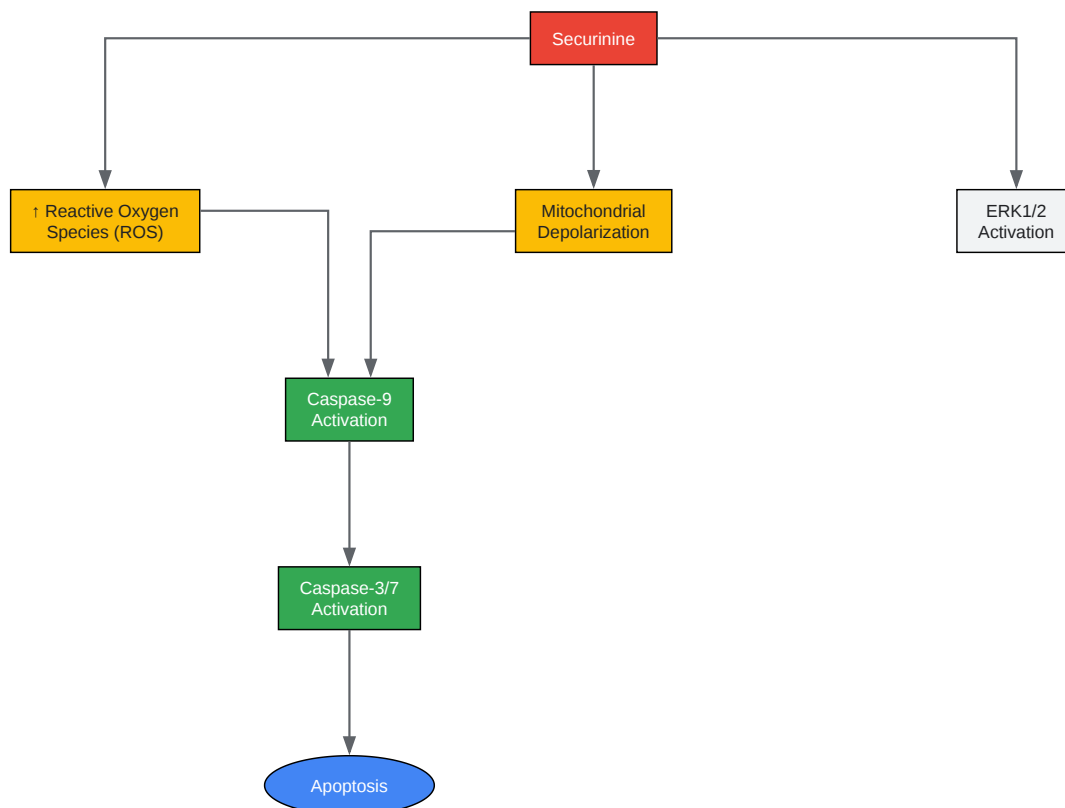 Securinine
↑ Reactive Oxygen
Species (ROS)
Mitochondrial
Depolarization
ERK1/2
Activation
Caspase-9
Activation
Caspase-3/7
Activation
Apoptosis